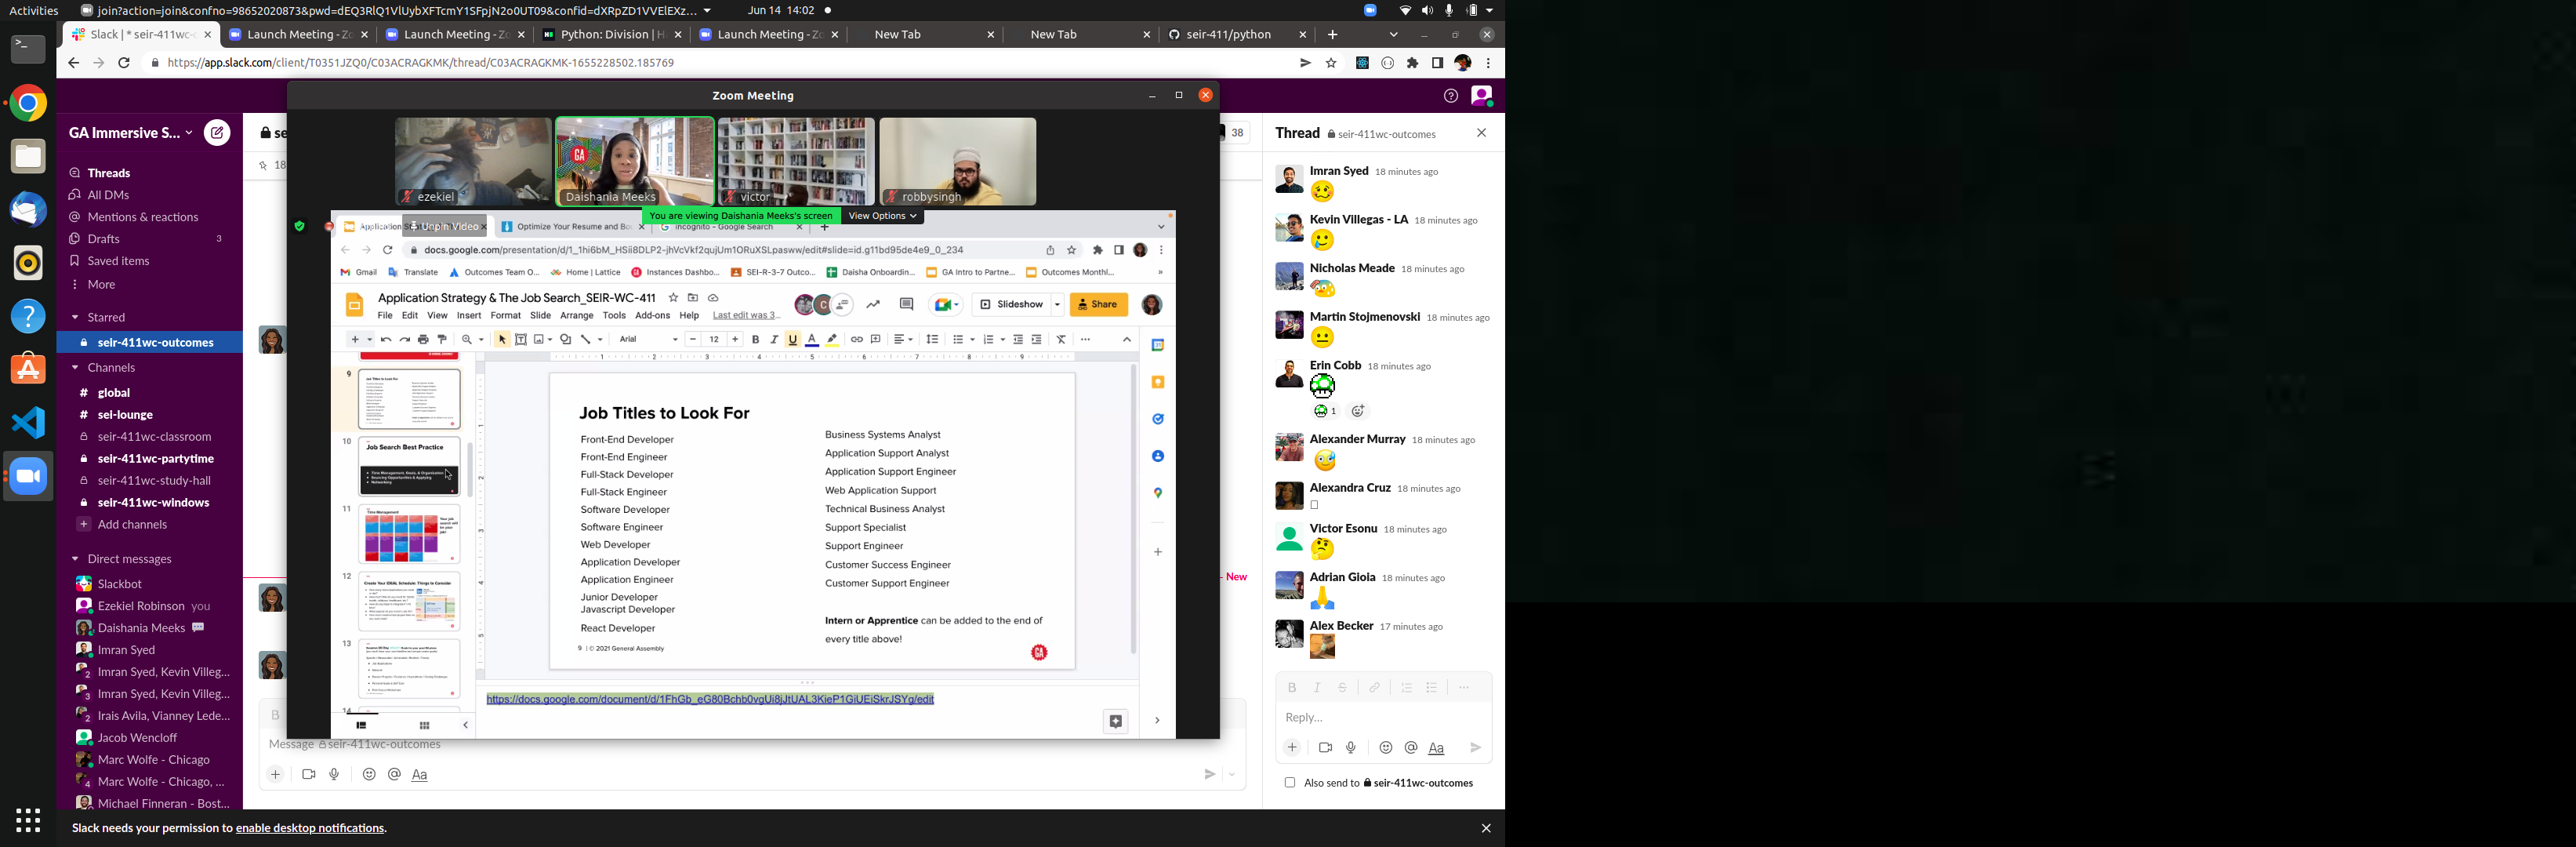 Activities
join?action=join&confno=98652020873&pwd=dEQ3RlQ1VlUybXFTcmY1SFpjN2o0UT09&confid=dXRpZD1VVElEXz...
Jun 14 14:02
Slack | * seir-411wc-
Launch Meeting - Zo
Launch Meeting - Zo
Python: Division | H
Launch Meeting - Zo
New Tab
New Tab
seir-411/python
https://app.slack.com/client/T0351JZQ0/C03ACRAGKMK/thread/C03ACRAGKMK-1655228502.185769
Zoom Meeting
GA Immersive S...
Threads
All DMs
Mentions & reactions
Drafts 3
Saved items
More
Starred
seir-411wc-outcomes
Channels
# global
# sei-lounge
seir-411wc-classroom
seir-411wc-partytime
seir-411wc-study-hall
seir-411wc-windows
Add channels
Direct messages
Slackbot
Ezekiel Robinson you
Daishania Meeks
Imran Syed
2 Imran Syed, Kevin Villeg...
3 Imran Syed, Kevin Villeg...
2 Irais Avila, Vianney Lede...
Jacob Wencloff
Marc Wolfe - Chicago
4 Marc Wolfe - Chicago, ...
Michael Finneran - Bost...
se
18
38
ezekiel
GA
Daishania Meeks
victor
robbysingh
You are viewing Daishania Meeks's screen
View Options
Unpin Video
Optimize Your Resume and Bo
incognito - Google Search
docs.google.com/presentation/d/1_1hi6bM_HSii8DLP2-jhVcVkf2qujUm1ORuXSLpasww/edit#slide=id.g11bd95de4e9_0_234
Gmail
Translate
Outcomes Team O...
Home | Lattice
Instances Dashbo...
SEI-R-3-7 Outco...
Daisha Onboardin...
GA Intro to Partne...
Outcomes Monthl...
Application Strategy & The Job Search_SEIR-WC-411
Slideshow
Share
File Edit View Insert Format Slide Arrange Tools Add-ons Help Last edit was 3...
Arial
12
9
10
Job Search Best Practice
11
Time Management
12
Create Your IDEAL Schedule: Things to Consider
13
14
Job Titles to Look For
Front-End Developer
Front-End Engineer
Full-Stack Developer
Full-Stack Engineer
Software Developer
Software Engineer
Web Developer
Application Developer
Application Engineer
Junior Developer
Javascript Developer
React Developer
Business Systems Analyst
Application Support Analyst
Application Support Engineer
Web Application Support
Technical Business Analyst
Support Specialist
Support Engineer
Customer Success Engineer
Customer Support Engineer
Intern or Apprentice can be added to the end of
every title above!
9 | © 2021 General Assembly
GA
https://docs.google.com/document/d/1FhGb_eG80Bchb0vgUi8jJtUAL3KieP1GiUEiSkrJSYg/edit
New
Message seir-411wc-outcomes
Thread seir-411wc-outcomes
Imran Syed 18 minutes ago
Kevin Villegas - LA 18 minutes ago
Nicholas Meade 18 minutes ago
Martin Stojmenovski 18 minutes ago
Erin Cobb 18 minutes ago
1
Alexander Murray 18 minutes ago
Alexandra Cruz 18 minutes ago
Victor Esonu 18 minutes ago
Adrian Gioia 18 minutes ago
Alex Becker 17 minutes ago
Reply...
Also send to seir-411wc-outcomes
Slack needs your permission to enable desktop notifications.